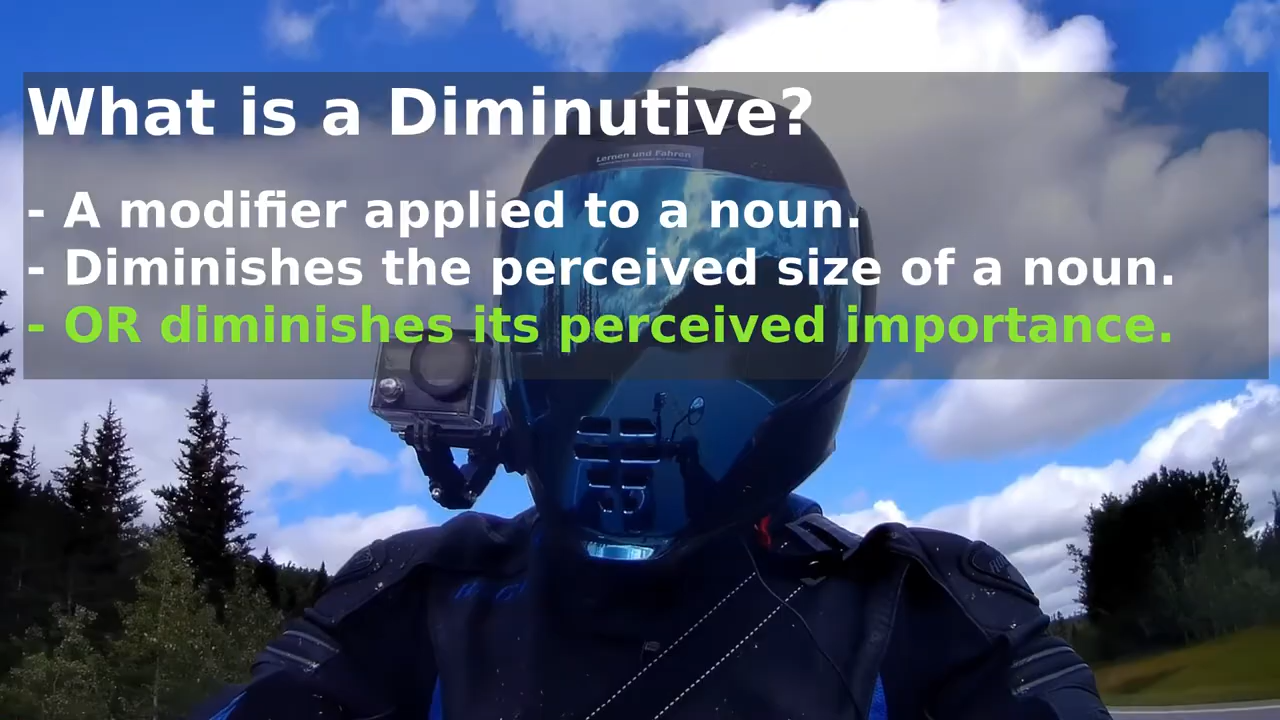 What is a Diminutive?
- A modifier applied to a noun.
- Diminishes the perceived size of a noun.
- OR diminishes its perceived importance.
Lernen und Fahren